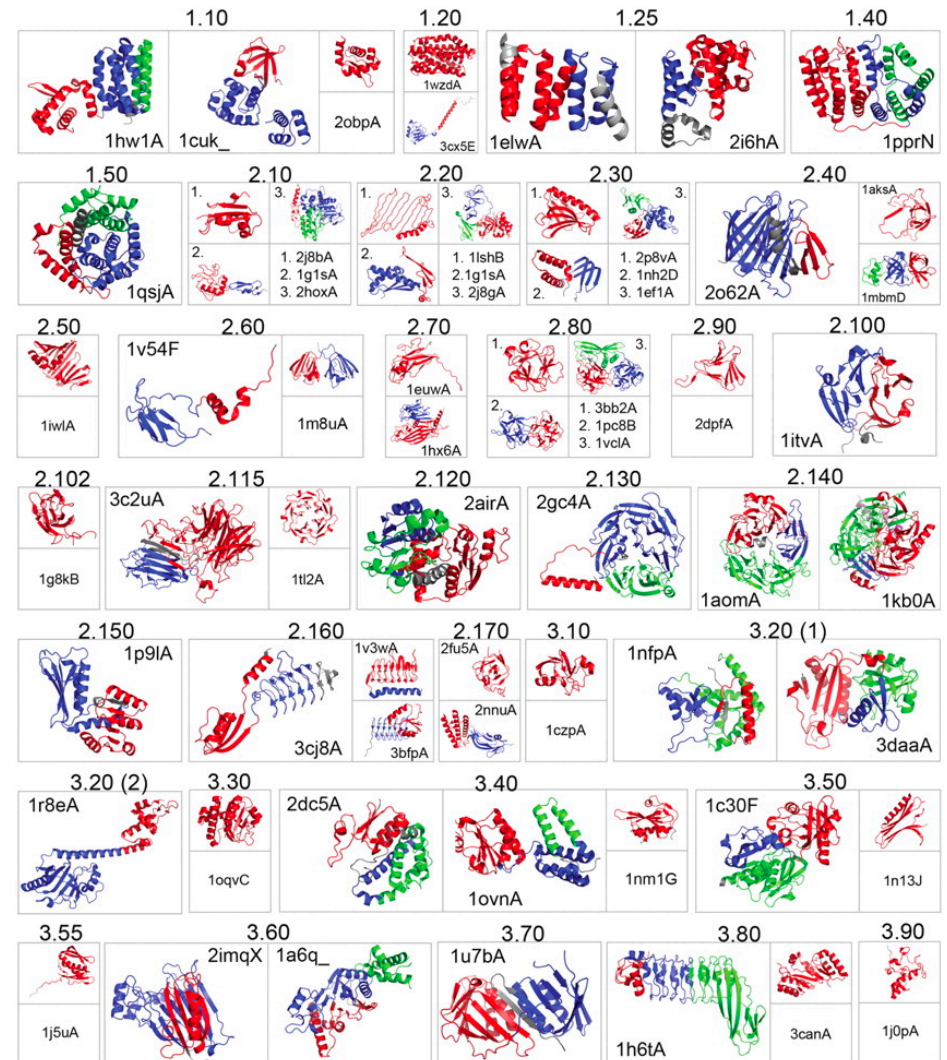 1.10 1.20 1.25 1.40
1hw1A 1cuk_ 2obpA 1wzdA 3cx5E 1elwA 2i6hA 1pprN
1.50 2.10 2.20 2.30 2.40
1qsjA
1. 3.
2.
1. 2j8bA
2. 1g1sA
3. 2hoxA
1. 3.
2.
1. 1lshB
2. 1g1sA
3. 2j8gA
1. 3.
2.
1. 2p8vA
2. 1nh2D
3. 1ef1A
2o62A 1aksA 1mbmD
2.50 2.60 2.70 2.80 2.90 2.100
1iwlA 1v54F 1m8uA 1euwA 1hx6A
1. 3.
2.
1. 3bb2A
2. 1pc8B
3. 1vclA
2dpfA 1itvA
2.102 2.115 2.120 2.130 2.140
1g8kB 3c2uA 1tl2A 2airA 2gc4A 1aomA 1kb0A
2.150 2.160 2.170 3.10 3.20 (1)
1p9lA 3cj8A 1v3wA 3bfpA 2fu5A 2nnuA 1czpA 1nfpA 3daaA
3.20 (2) 3.30 3.40 3.50
1r8eA 1oqvC 2dc5A 1ovnA 1nm1G 1c30F 1n13J
3.55 3.60 3.70 3.80 3.90
1j5uA 2imqX 1a6q_ 1u7bA 1h6tA 3canA 1j0pA